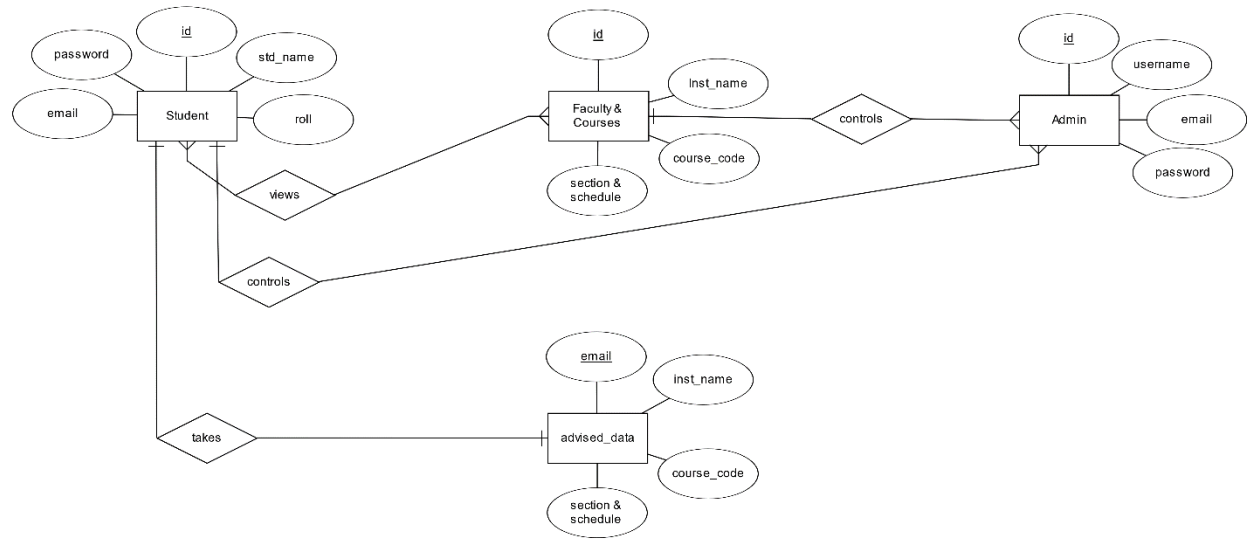 id
password
std_name
email
Student
roll
views
controls
takes
id
Inst_name
Faculty &
Courses
course_code
section &
schedule
controls
id
username
Admin
email
password
email
inst_name
advised_data
course_code
section &
schedule